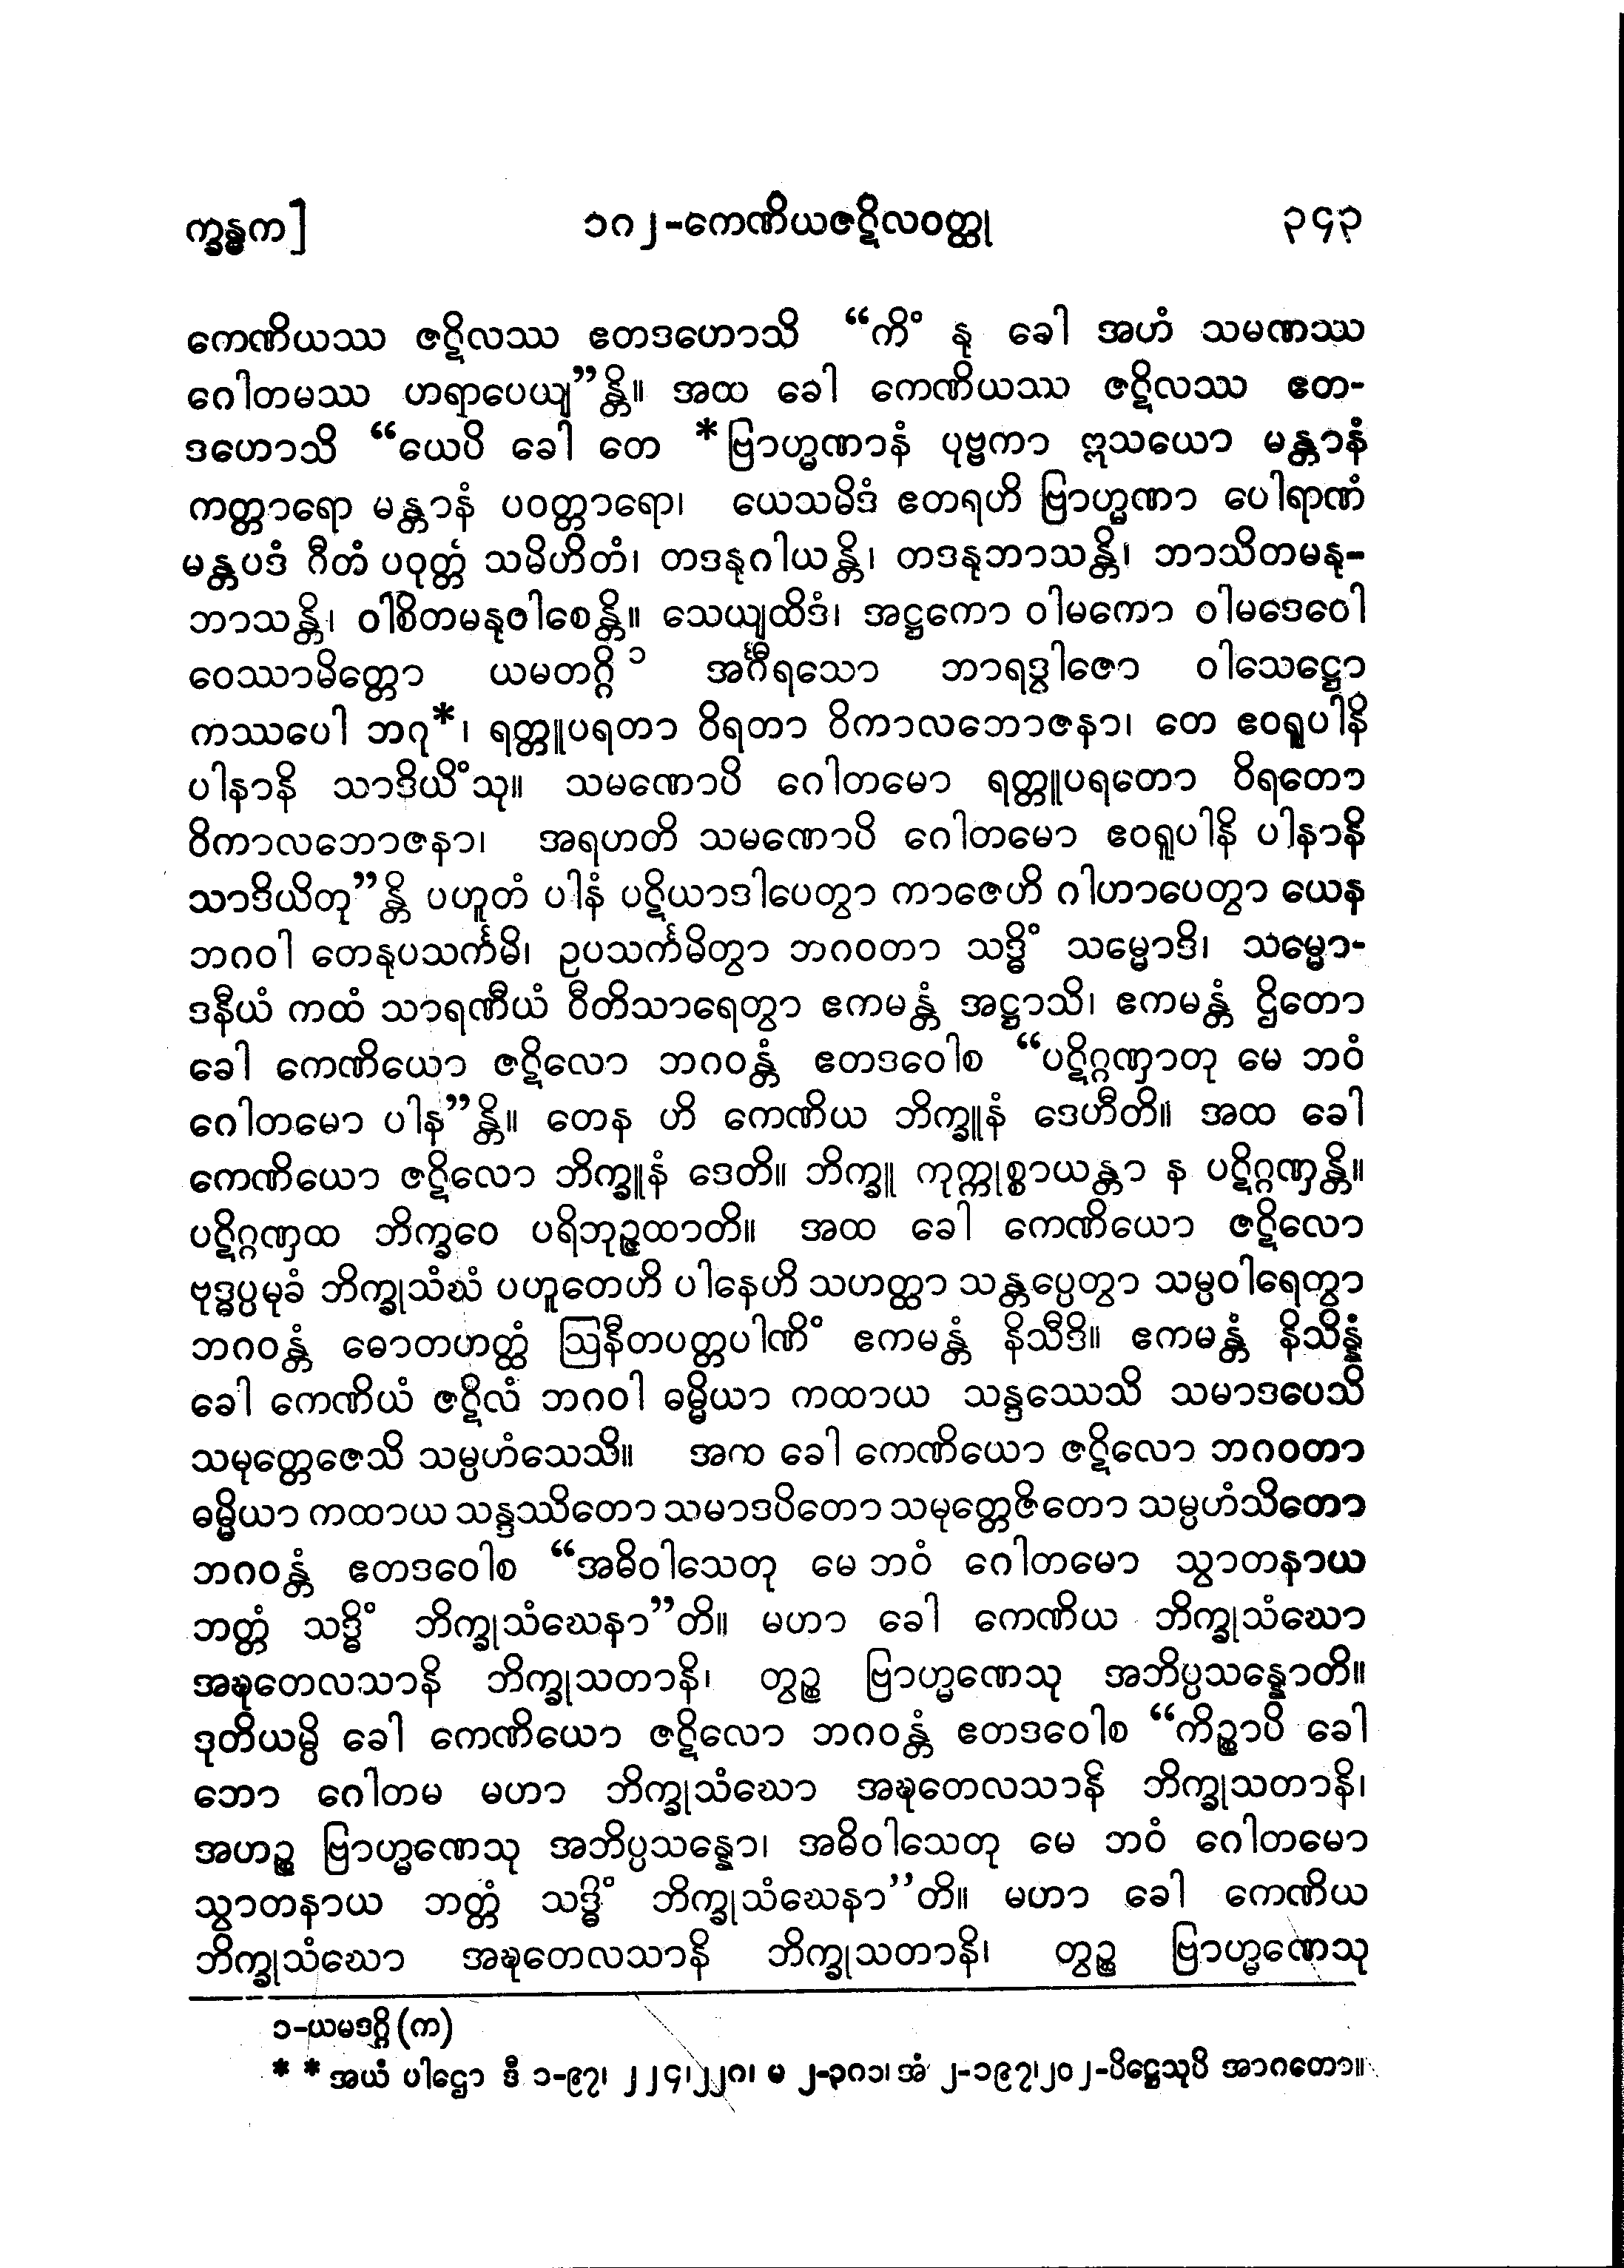 က္ခန္ဓက]
၁၈၂-ကေဏိယဇဋိလဝတ္ထု
၃၄၃
ကေဏိယဿ ဇဋိလဿ ဧတဒဟောသိ “ကိံ နု ခေါ အဟံ သမဏဿ
ဂေါတမဿ ဟရာပေယျ”န္တိ။ အထ ခေါ ကေဏိယဿ ဇဋိလဿ ဧတ-
ဒဟောသိ “ယေပိ ခေါ တေ *ဗြာဟ္မဏာနံ ပုဗ္ဗကာ ဣသယော မန္တာနံ
ကတ္တာရော မန္တာနံ ပဝတ္တာရော၊ ယေသမိဒံ ဧတရဟိ ဗြာဟ္မဏာ ပေါရာဏံ
မန္တပဒံ ဂီတံ ပဝုတ္တံ သမိဟိတံ၊ တဒနုဂါယန္တိ၊ တဒနုဘာသန္တိ၊ ဘာသိတမနု-
ဘာသန္တိ၊ ဝါစိတမနုဝါစေန္တိ။ သေယျထိဒံ၊ အဋ္ဌကော ဝါမကော ဝါမဒေဝေါ
ဝေဿာမိတ္တော ယမတဂ္ဂိ ၁ အင်္ဂီရသော ဘာရဒွါဇော ဝါသေဋ္ဌော
ကဿပေါ ဘဂု*၊ ရတ္တူပရတာ ဝိရတာ ဝိကာလဘောဇနာ၊ တေ ဧဝရူပါနိ
ပါနာနိ သာဒိယိံသု။ သမဏောပိ ဂေါတမော ရတ္တူပရတော ဝိရတော
ဝိကာလဘောဇနာ၊ အရဟတိ သမဏောပိ ဂေါတမော ဧဝရူပါနိ ပါနာနိ
သာဒိယိတု”န္တိ ပဟူတံ ပါနံ ပဋိယာဒါပေတွာ ကာဇေဟိ ဂါဟာပေတွာ ယေန
ဘဂဝါ တေနုပသင်္ကမိ၊ ဥပသင်္ကမိတွာ ဘဂဝတာ သဒ္ဓိံ သမ္မောဒိ၊ သမ္မော-
ဒနီယံ ကထံ သာရဏီယံ ဝီတိသာရေတွာ ဧကမန္တံ အဋ္ဌာသိ၊ ဧကမန္တံ ဌိတော
ခေါ ကေဏိယော ဇဋိလော ဘဂဝန္တံ ဧတဒဝေါစ “ပဋိဂ္ဂဏှာတု မေ ဘဝံ
ဂေါတမော ပါန”န္တိ။ တေန ဟိ ကေဏိယ ဘိက္ခူနံ ဒေဟီတိ။ အထ ခေါ
ကေဏိယော ဇဋိလော ဘိက္ခူနံ ဒေတိ။ ဘိက္ခူ ကုက္ကုစ္စာယန္တာ န ပဋိဂ္ဂဏှန္တိ။
ပဋိဂ္ဂဏှထ ဘိက္ခဝေ ပရိဘုဉ္ဇထာတိ။ အထ ခေါ ကေဏိယော ဇဋိလော
ဗုဒ္ဓပ္ပမုခံ ဘိက္ခုသံဃံ ပဟူတေဟိ ပါနေဟိ သဟတ္ထာ သန္တပ္ပေတွာ သမ္ပဝါရေတွာ
ဘဂဝန္တံ ဓောတဟတ္ထံ ဩနီတပတ္တပါဏိံ ဧကမန္တံ နိသီဒိ။ ဧကမန္တံ နိသိန္နံ
ခေါ ကေဏိယံ ဇဋိလံ ဘဂဝါ ဓမ္မိယာ ကထာယ သန္ဒဿေသိ သမာဒပေသိ
သမုတ္တေဇေသိ သမ္ပဟံသေသိ။ အထ ခေါ ကေဏိယော ဇဋိလော ဘဂဝတာ
ဓမ္မိယာ ကထာယ သန္ဒဿိတော သမာဒပိတော သမုတ္တေဇိတော သမ္ပဟံသိတော
ဘဂဝန္တံ ဧတဒဝေါစ “အဓိဝါသေတု မေ ဘဝံ ဂေါတမော သွာတနာယ
ဘတ္တံ သဒ္ဓိံ ဘိက္ခုသံဃေနာ”တိ။ မဟာ ခေါ ကေဏိယ ဘိက္ခုသံဃော
အဍ္ဎတေလသာနိ ဘိက္ခုသတာနိ၊ တွဉ္စ ဗြာဟ္မဏေသု အဘိပ္ပသန္နောတိ။
ဒုတိယမ္ပိ ခေါ ကေဏိယော ဇဋိလော ဘဂဝန္တံ ဧတဒဝေါစ “ကိဉ္စာပိ ခေါ
ဘော ဂေါတမ မဟာ ဘိက္ခုသံဃော အဍ္ဎတေလသာနိ ဘိက္ခုသတာနိ၊
အဟဉ္စ ဗြာဟ္မဏေသု အဘိပ္ပသန္နော၊ အဓိဝါသေတု မေ ဘဝံ ဂေါတမော
သွာတနာယ ဘတ္တံ သဒ္ဓိံ ဘိက္ခုသံဃေနာ”တိ။ မဟာ ခေါ ကေဏိယ
ဘိက္ခုသံဃော အဍ္ဎတေလသာနိ ဘိက္ခုသတာနိ၊ တွဉ္စ ဗြာဟ္မဏေသု
၁-ယမဒဂ္ဂိ (က)
* * အယံ ပါဌော ဒီ ၁-၉၇၊ ၂၂၄၊၂၂၈၊ မ ၂-၃၈၁၊ အံ ၂-၁၉၇၊၂၀၂-ပိဋ္ဌေသုပိ အာဂတော။